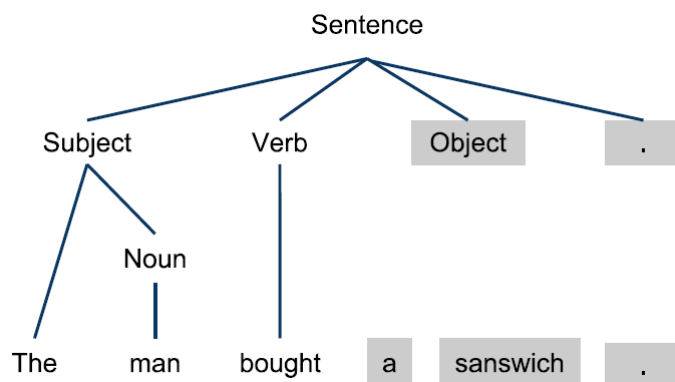 Sentence
Subject Verb Object .
Noun
The man bought a sanswich .